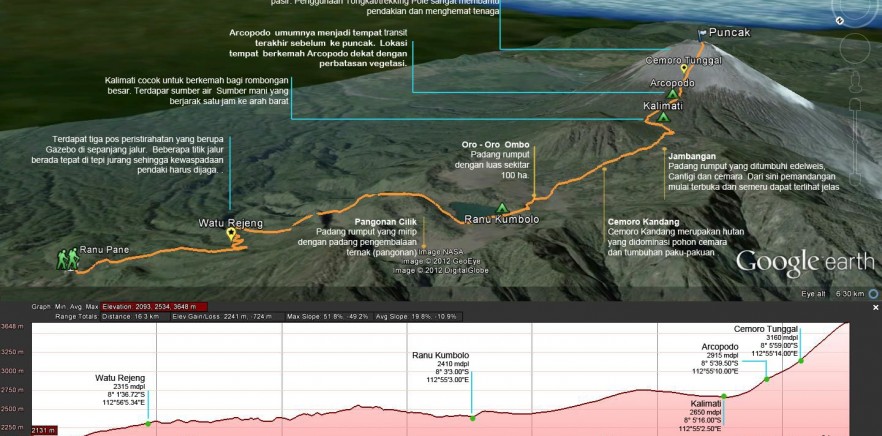 pasir. Penggunaan Tongkat/trekking Pole sangat membantu
pendakian dan menghemat tenaga
Arcopodo umumnya menjadi tempat transit
terakhir sebelum ke puncak. Lokasi
tempat berkemah Arcopodo dekat dengan
perbatasan vegetasi.
Puncak
Cemoro Tunggal
Arcopodo
Kalimati
Kalimati cocok untuk berkemah bagi rombongan
besar. Terdapar sumber air Sumber mani yang
berjarak satu jam ke arah barat
Terdapat tiga pos peristirahatan yang berupa
Gazebo di sepanjang jalur. Beberapa titik jalur
berada tepat di tepi jurang sehingga kewaspadaan
pendaki harus dijaga. .
Oro - Oro Ombo
Padang rumput
dengan luas sekitar
100 ha.
Jambangan
Padang rumput yang ditumbuhi edelweis,
Cantigi dan cemara. Dari sini pemandangan
mulai terbuka dan semeru dapat terlihat jelas
Watu Rejeng
Ranu Kumbolo
Ranu Pane
Pangonan Cilik
Padang rumput yang mirip
dengan padang pengembalaan
ternak (pangonan)
Cemoro Kandang
Cemoro Kandang merupakan hutan
yang didominasi pohon cemara
dan tumbuhan paku-pakuan
Image NASA
Image © 2012 GeoEye
Image © 2012 DigitalGlobe
Google earth
Eye alt 6.30 km
Graph: Min, Avg, Max Elevation: 2093, 2534, 3648 m
Range Totals: Distance: 16.3 km Elev Gain/Loss: 2241 m, -724 m Max Slope: 51.8%, -49.2% Avg Slope: 19.8%, -10.9%
3648 m
3250 m
3000 m
2750 m
2500 m
2131 m
Watu Rejeng
2315 mdpl
8° 1'36.72"S
112°56'5.34"E
Ranu Kumbolo
2410 mdpl
8° 3'3.00"S
112°55'3.00"E
Kalimati
2650 mdpl
8° 5'16.00"S
112°55'2.50"E
Arcopodo
2915 mdpl
8° 5'39.50"S
112°55'10.00"E
Cemoro Tunggal
3160 mdpl
8° 5'59.00"S
112°55'14.00"E